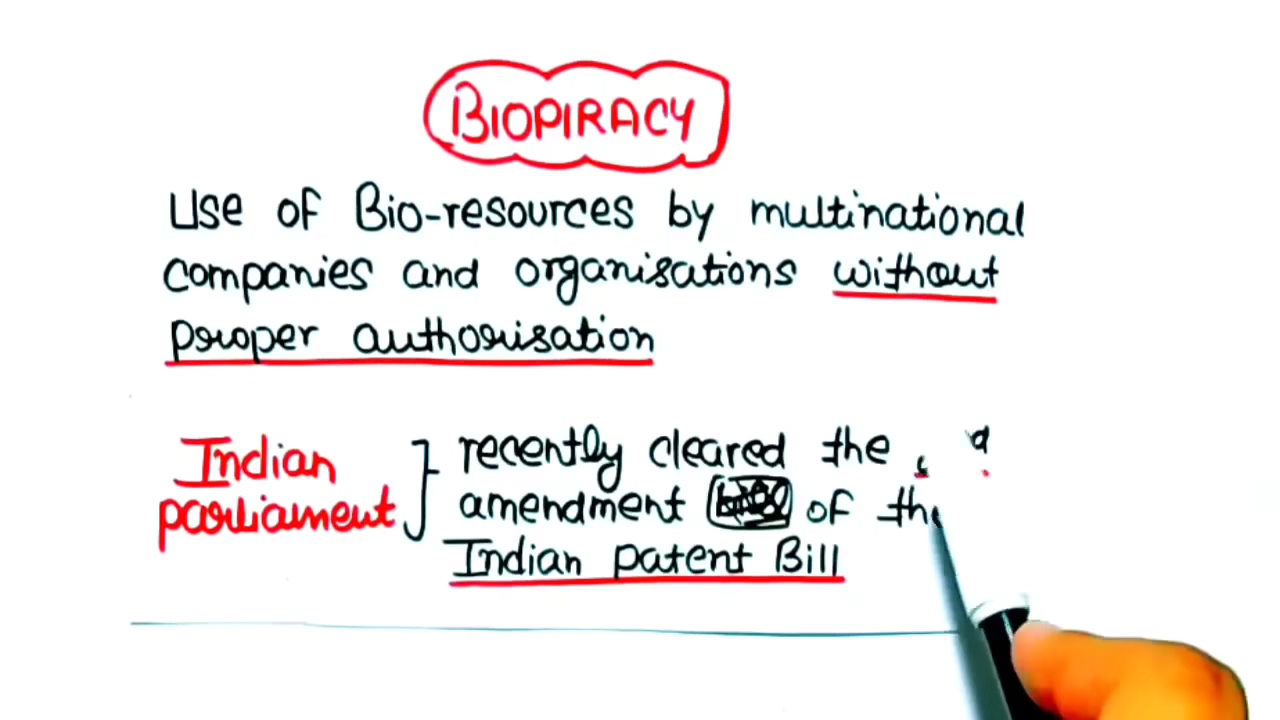 BIOPIRACY
Use of Bio-resources by multinational
companies and organisations without
proper authorisation
Indian
parliament
recently cleared the
amendment of
Indian Patent Bill